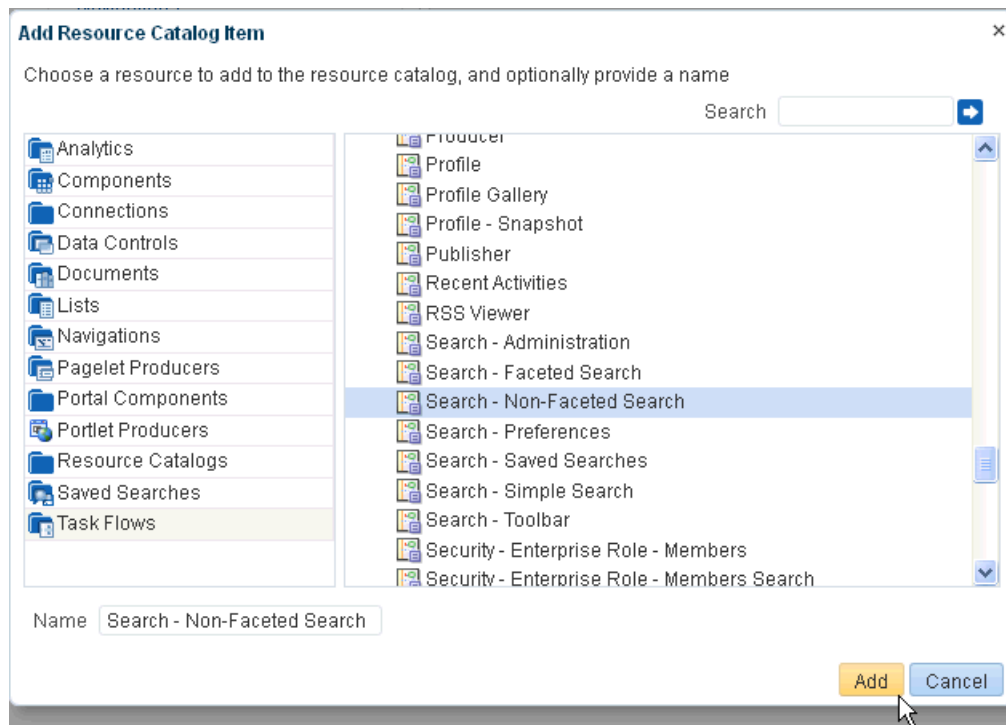 Add Resource Catalog Item
Choose a resource to add to the resource catalog, and optionally provide a name
Search
Analytics
Components
Connections
Data Controls
Documents
Lists
Navigations
Pagelet Producers
Portal Components
Portlet Producers
Resource Catalogs
Saved Searches
Task Flows
Producer
Profile
Profile Gallery
Profile - Snapshot
Publisher
Recent Activities
RSS Viewer
Search - Administration
Search - Faceted Search
Search - Non-Faceted Search
Search - Preferences
Search - Saved Searches
Search - Simple Search
Search - Toolbar
Security - Enterprise Role - Members
Security - Enterprise Role - Members Search
Name Search - Non-Faceted Search
Add Cancel